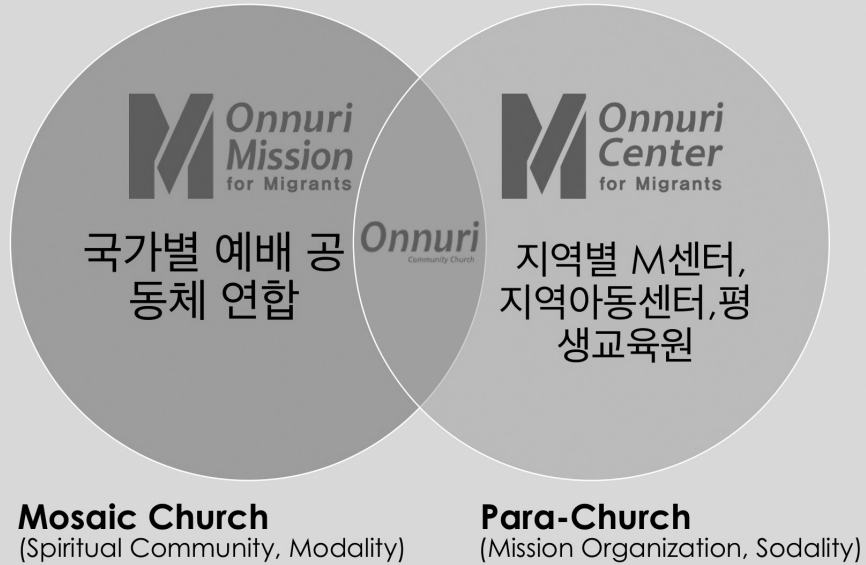 M Onnuri
Mission
for Migrants
국가별 예배 공
동체 연합
Onnuri
Community Church
M Onnuri
Center
for Migrants
지역별 M센터,
지역아동센터,평
생교육원
Mosaic Church
(Spiritual Community, Modality)
Para-Church
(Mission Organization, Sodality)